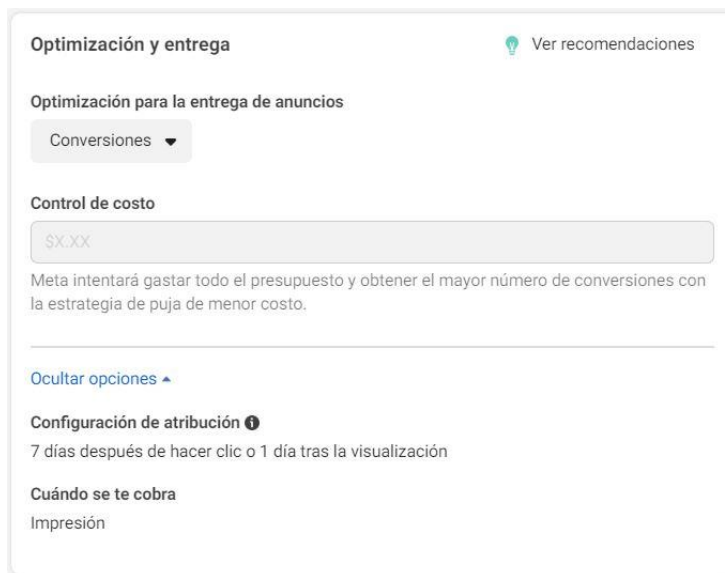 Optimización y entrega
Ver recomendaciones
Optimización para la entrega de anuncios
Conversiones
Control de costo
$X.XX
Meta intentará gastar todo el presupuesto y obtener el mayor número de conversiones con
la estrategia de puja de menor costo.
Ocultar opciones
Configuración de atribución
7 días después de hacer clic o 1 día tras la visualización
Cuándo se te cobra
Impresión